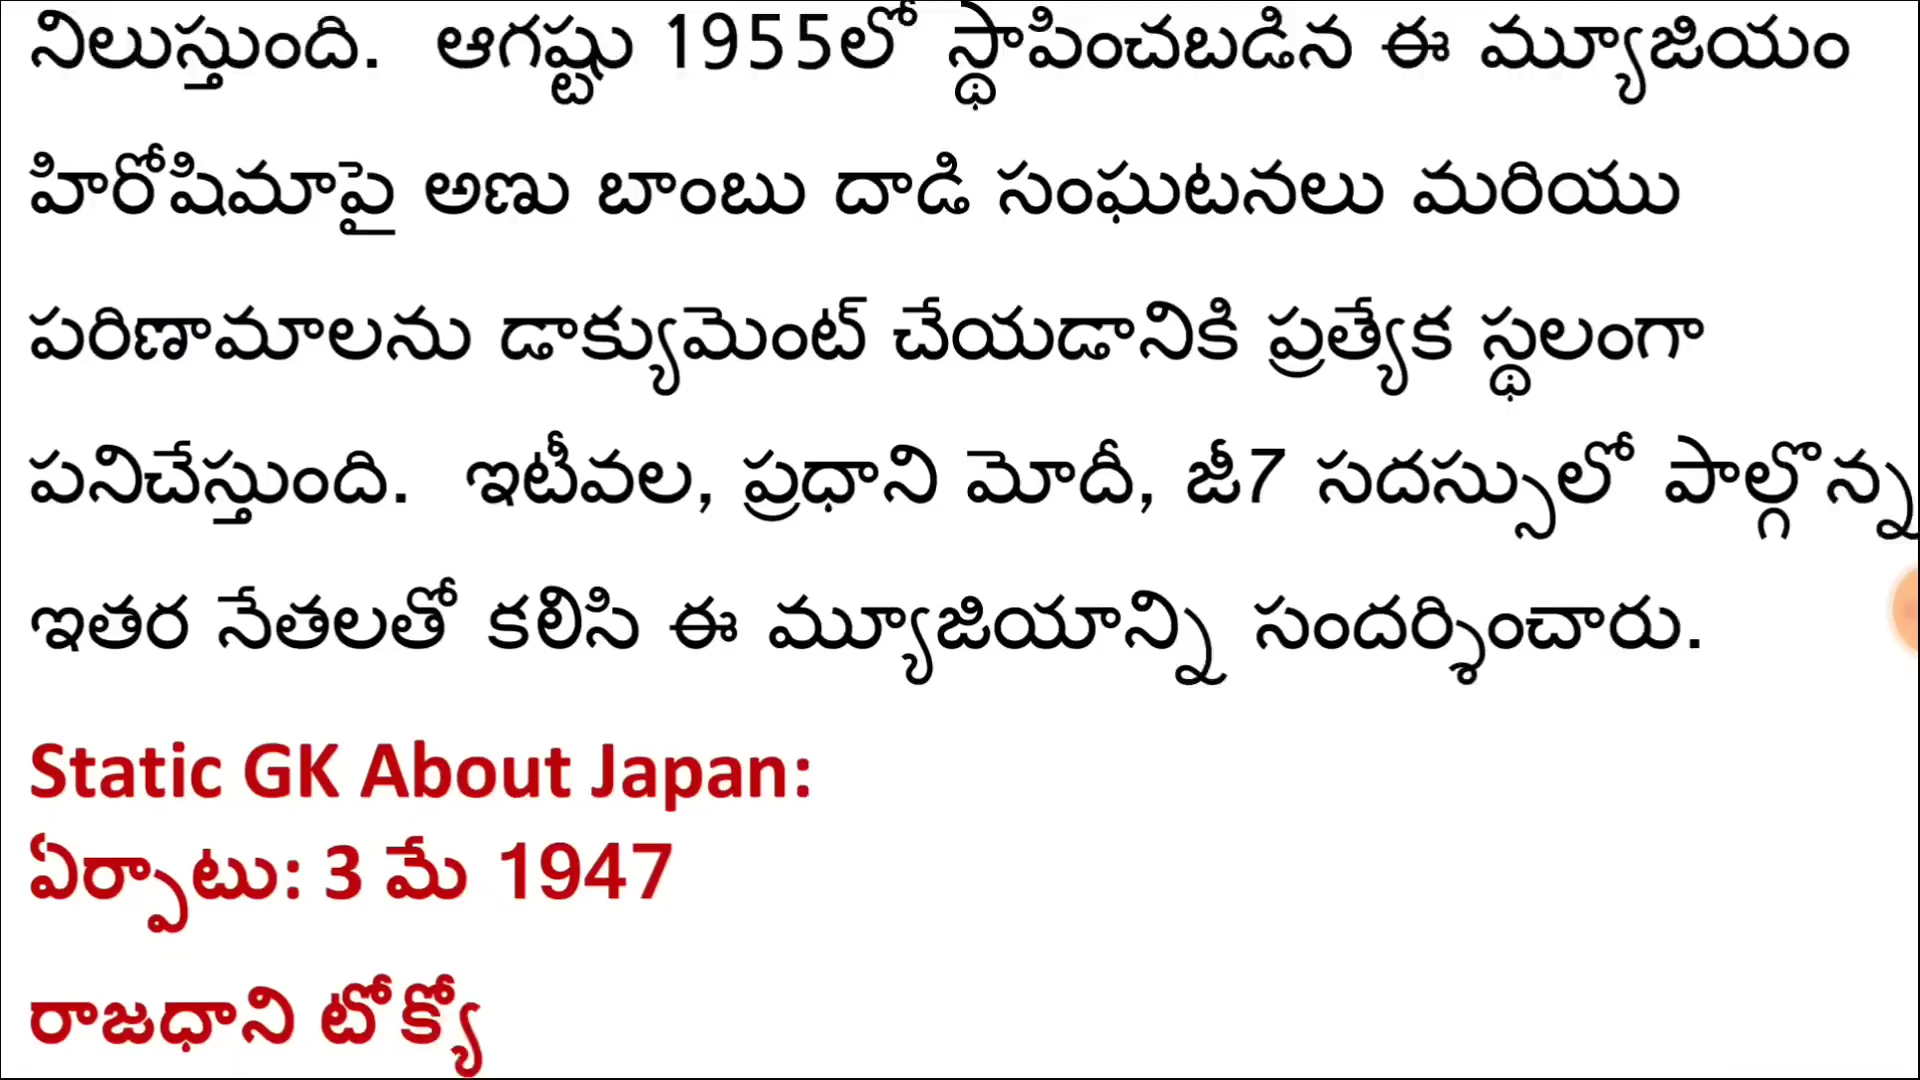 నిలుస్తుంది. ఆగష్టు 1955లో స్థాపించబడిన ఈ మ్యూజియం
హిరోషిమాపై అణు బాంబు దాడి సంఘటనలు మరియు
పరిణామాలను డాక్యుమెంట్ చేయడానికి ప్రత్యేక స్థలంగా
పనిచేస్తుంది. ఇటీవల, ప్రధాని మోదీ, జీ7 సదస్సులో పాల్గొన్న
ఇతర నేతలతో కలిసి ఈ మ్యూజియాన్ని సందర్శించారు.
Static GK About Japan:
ఏర్పాటు: 3 మే 1947
రాజధాని టోక్యో